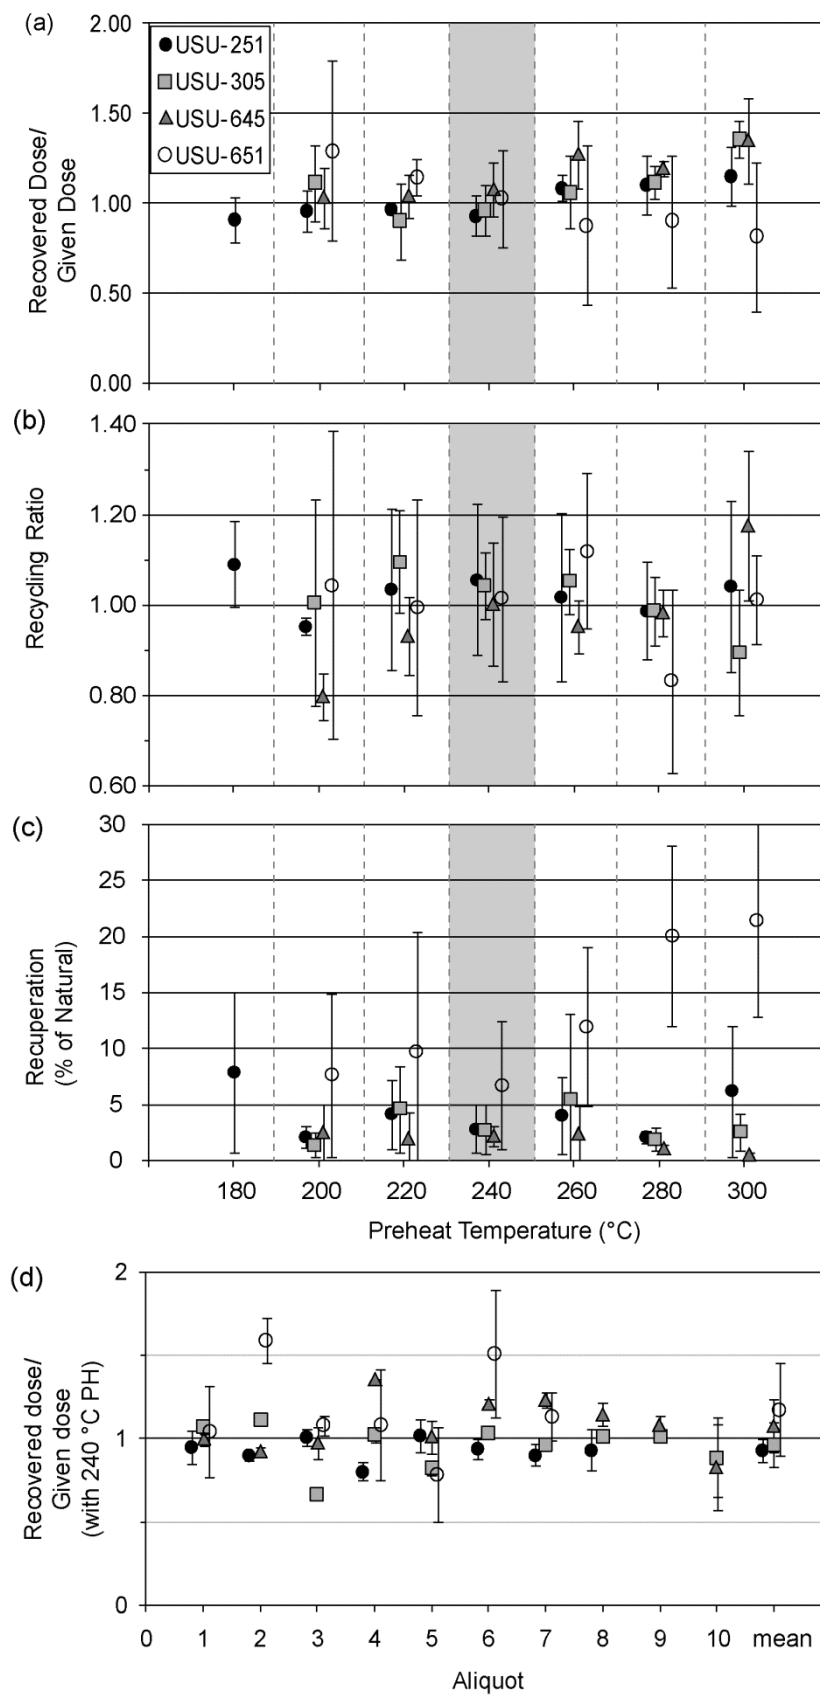 (a)
2.00
1.50
1.00
0.50
0.00
Recovered Dose/
Given Dose
USU-251
USU-305
USU-645
USU-651
(b)
1.40
1.20
1.00
0.80
0.60
Recycling Ratio
(c)
30
25
20
15
10
5
0
Recuperation
(% of Natural)
180 200 220 240 260 280 300
Preheat Temperature (°C)
(d)
2
1
0
Recovered dose/
Given dose
(with 240 °C PH)
0 1 2 3 4 5 6 7 8 9 10 mean
Aliquot